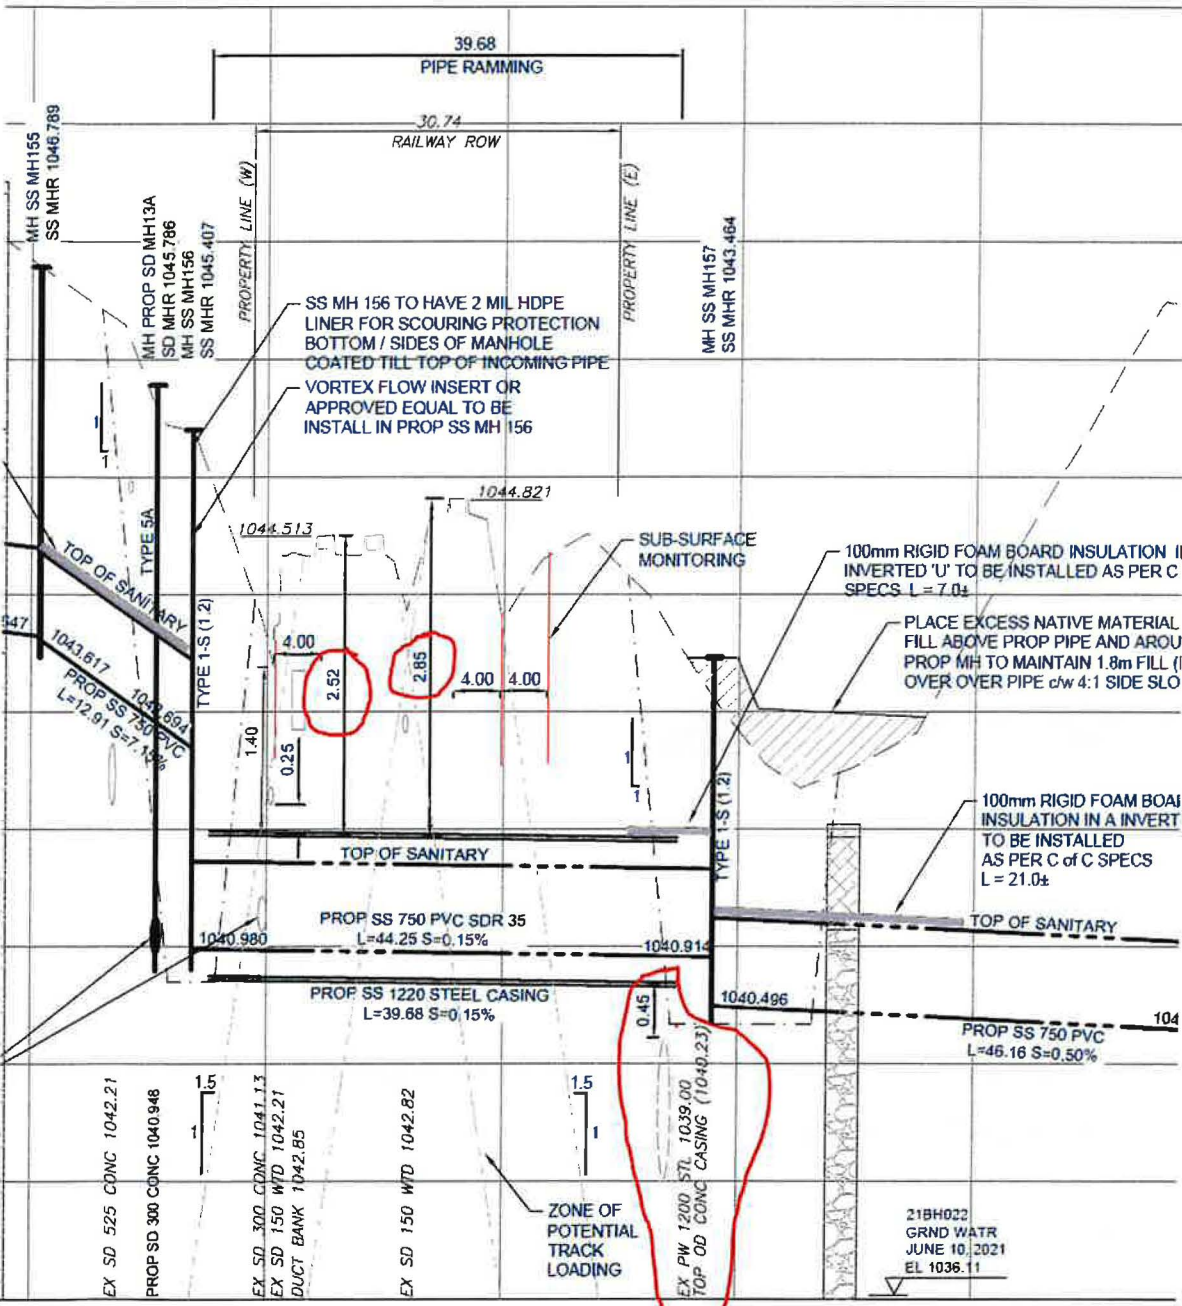 39.68
PIPE RAMMING
30.74
RAILWAY ROW
MH SS MH155
SS MHR 1046.789
MH PROP SD MH13A
SD MHR 1045.786
MH SS MH156
SS MHR 1045.407
PROPERTY LINE (W)
PROPERTY LINE (E)
MH SS MH157
SS MHR 1043.464
SS MH 156 TO HAVE 2 MIL HDPE
LINER FOR SCOURING PROTECTION
BOTTOM / SIDES OF MANHOLE
COATED TILL TOP OF INCOMING PIPE
VORTEX FLOW INSERT OR
APPROVED EQUAL TO BE
INSTALL IN PROP SS MH 156
1
1
1044.513
1044.821
SUB-SURFACE
MONITORING
100mm RIGID FOAM BOARD INSULATION
INVERTED 'U' TO BE INSTALLED AS PER C
SPECS L = 7.0±
PLACE EXCESS NATIVE MATERIAL
FILL ABOVE PROP PIPE AND
PROP MH TO MAINTAIN 1.8m FILL
OVER OVER PIPE c/w 4:1 SIDE
TYPE 5A
TOP OF SANITARY
TYPE 1-S (1.2)
1043.617
PROP SS 750 PVC
L=12.91 S=7.15%
4.00
2.52
2.85
4.00
4.00
1.40
0.25
1
1
TYPE 1-S (1.2)
100mm RIGID FOAM
INSULATION IN A
TO BE INSTALLED
AS PER C of C SPECS
L = 21.0±
TOP OF SANITARY
TOP OF SANITARY
PROP SS 750 PVC SDR 35
L=44.25 S=0.15%
1040.980
1040.914
PROP SS 1220 STEEL CASING
L=39.68 S=0.15%
0.45
1040.496
PROP SS 750 PVC
L=46.16 S=0.50%
104
1.5
1
1.5
1
EX SD 525 CONC 1042.21
PROP SD 300 CONC 1040.948
EX SD 300 CONC 1041.13
EX SD 150 WTD 1042.21
DUCT BANK 1042.85
EX SD 150 WTD 1042.82
ZONE OF
POTENTIAL
TRACK
LOADING
EX PW 1200 STL 1039.00
TOP OD CONC CASING (1040.23)
21BH022
GRND WATR
JUNE 10, 2021
EL 1036.11